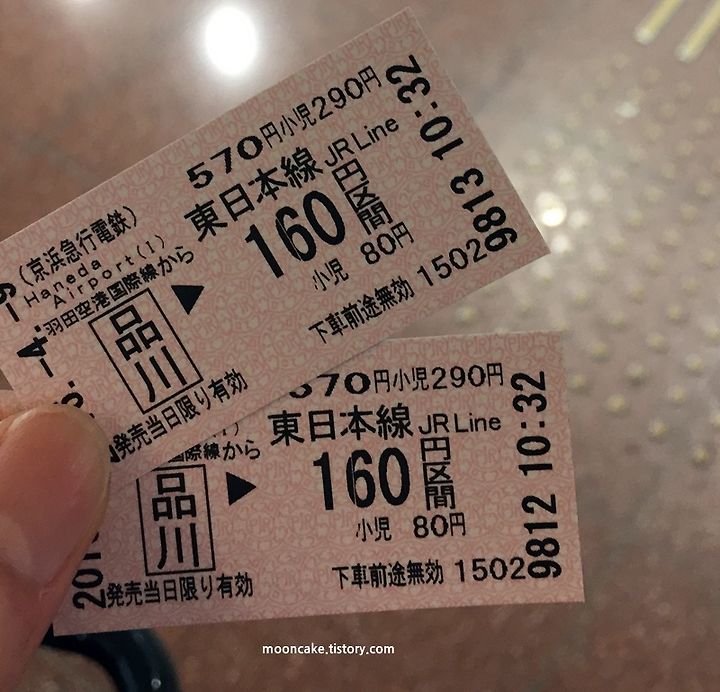 570円小児290円
東日本線 JR Line
160円区間
小児 80円
(京浜急行電鉄)
Haneda
Airport(1)
羽田空港国際線から
品川
発売当日限り有効
下車前途無効 1502
9813 10:32
570円小児290円
東日本線 JR Line
160円区間
小児 80円
国際線から
品川
201
発売当日限り有効
下車前途無効 1502
9812 10:32
mooncake.tistory.com